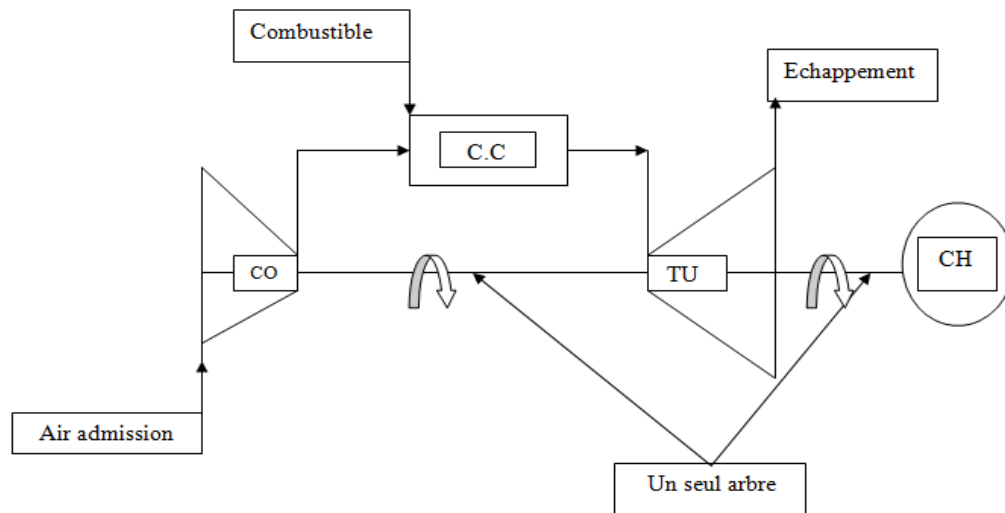 Combustible
Echappement
C.C
CO
TU
CH
Air admission
Un seul arbre